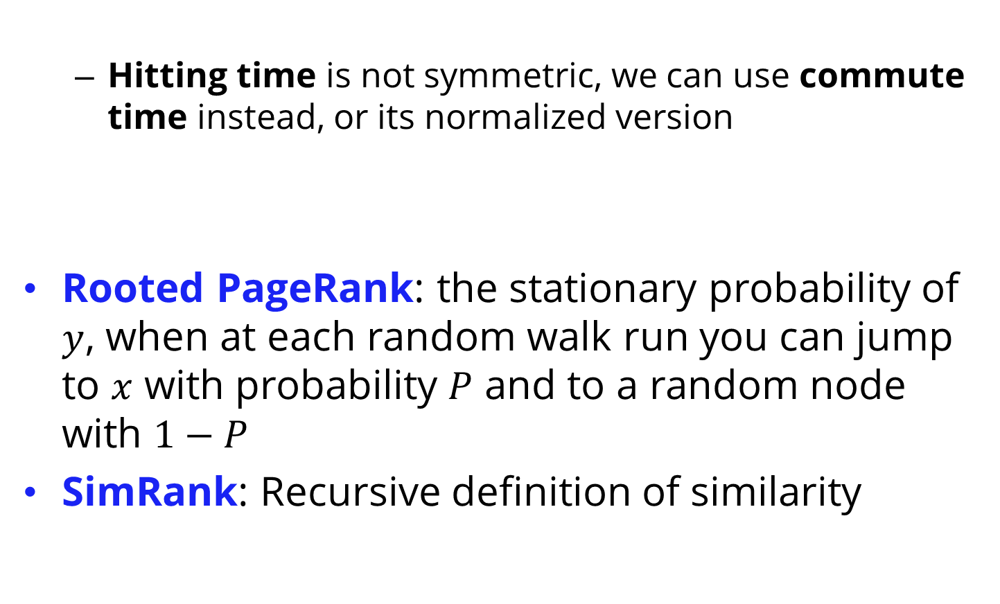 – Hitting time is not symmetric, we can use commute
time instead, or its normalized version
• Rooted PageRank: the stationary probability of
y, when at each random walk run you can jump
to x with probability P and to a random node
with 1 − P
• SimRank: Recursive definition of similarity